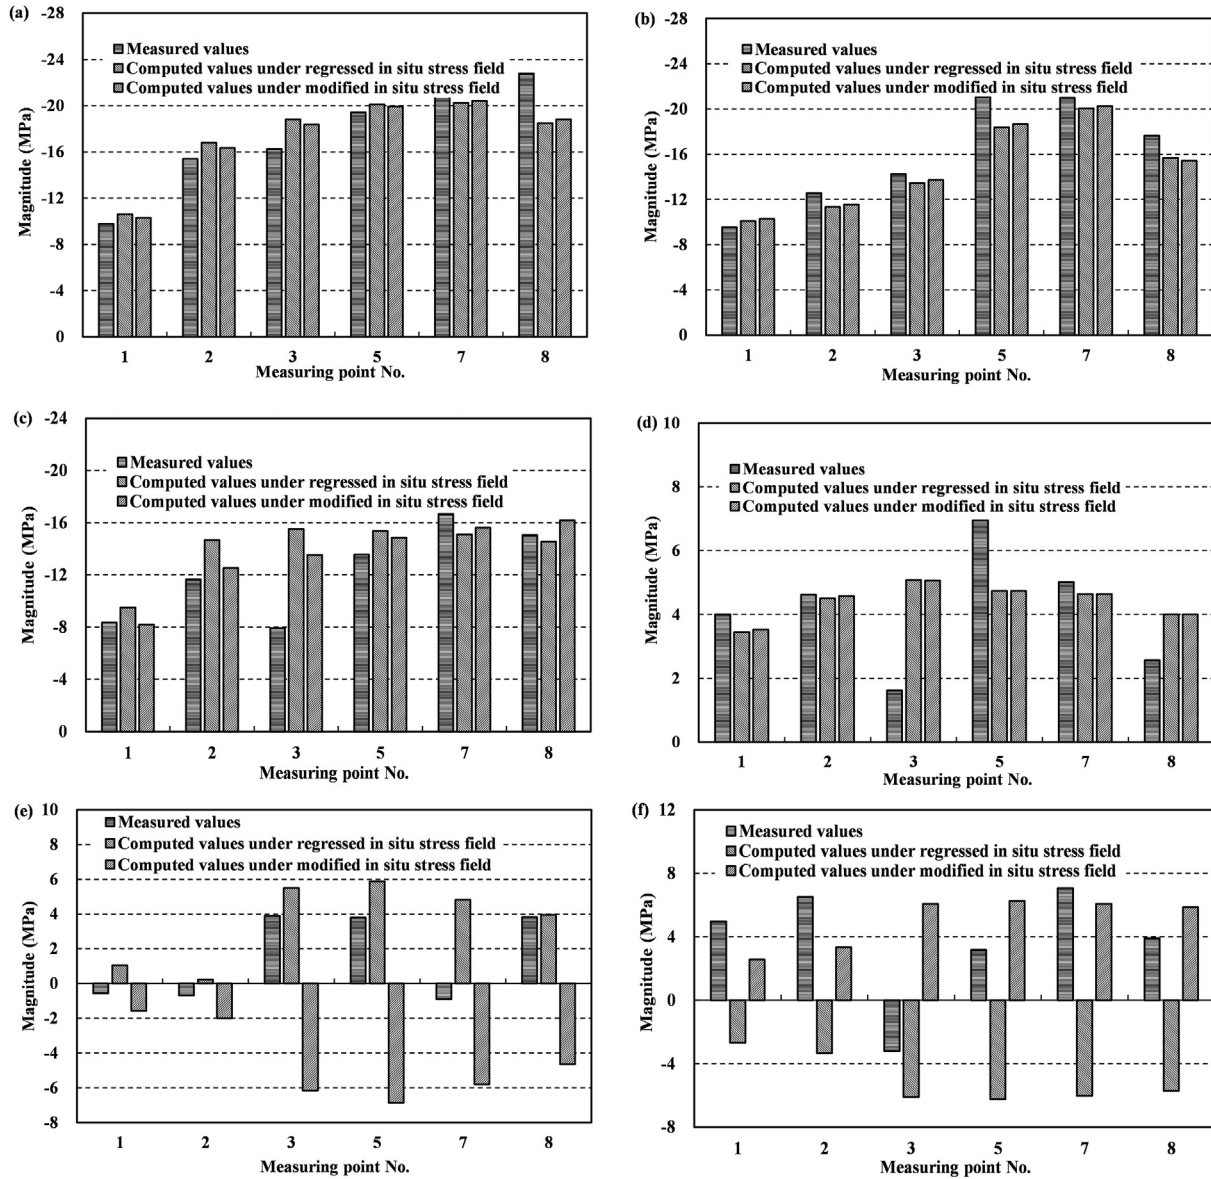 (a)
-28
-24
-20
-16
-12
-8
-4
0
Magnitude (MPa)
Measured values
Computed values under regressed in situ stress field
Computed values under modified in situ stress field
1 2 3 5 7 8
Measuring point No.
(b)
-28
-24
-20
-16
-12
-8
-4
0
Magnitude (MPa)
Measured values
Computed values under regressed in situ stress field
Computed values under modified in situ stress field
1 2 3 5 7 8
Measuring point No.
(c)
-24
-20
-16
-12
-8
-4
0
Magnitude (MPa)
Measured values
Computed values under regressed in situ stress field
Computed values under modified in situ stress field
1 2 3 5 7 8
Measuring point No.
(d)
10
8
6
4
2
0
Magnitude (MPa)
Measured values
Computed values under regressed in situ stress field
Computed values under modified in situ stress field
1 2 3 5 7 8
Measuring point No.
(e)
10
8
6
4
2
0
-2
-4
-6
-8
Magnitude (MPa)
Measured values
Computed values under regressed in situ stress field
Computed values under modified in situ stress field
1 2 3 5 7 8
Measuring point No.
(f)
12
8
4
0
-4
-8
Magnitude (MPa)
Measured values
Computed values under regressed in situ stress field
Computed values under modified in situ stress field
1 2 3 5 7 8
Measuring point No.